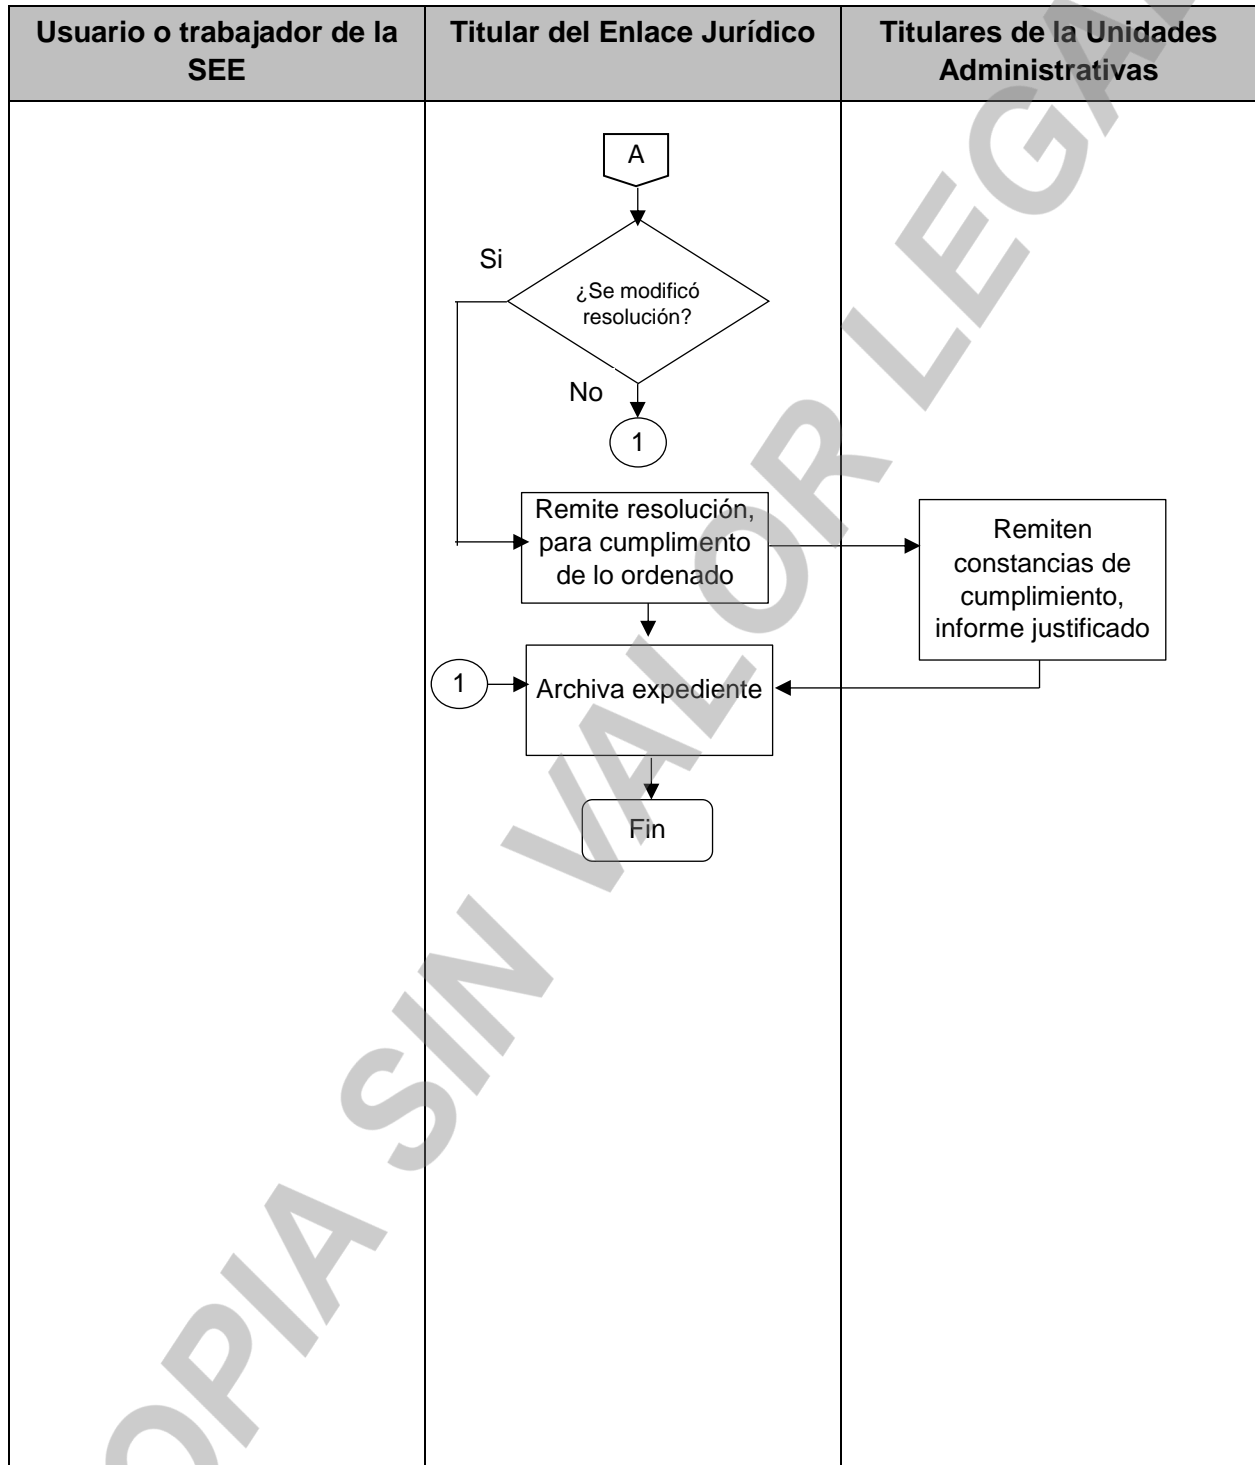 Usuario o trabajador de la
SEE
Titular del Enlace Jurídico
Titulares de la Unidades
Administrativas
A
Si
¿Se modificó
resolución?
No
1
Remite resolución,
para cumplimento
de lo ordenado
Remiten
constancias de
cumplimiento,
informe justificado
1
Archiva expediente
Fin
OPIA SIN VALOR LEGA